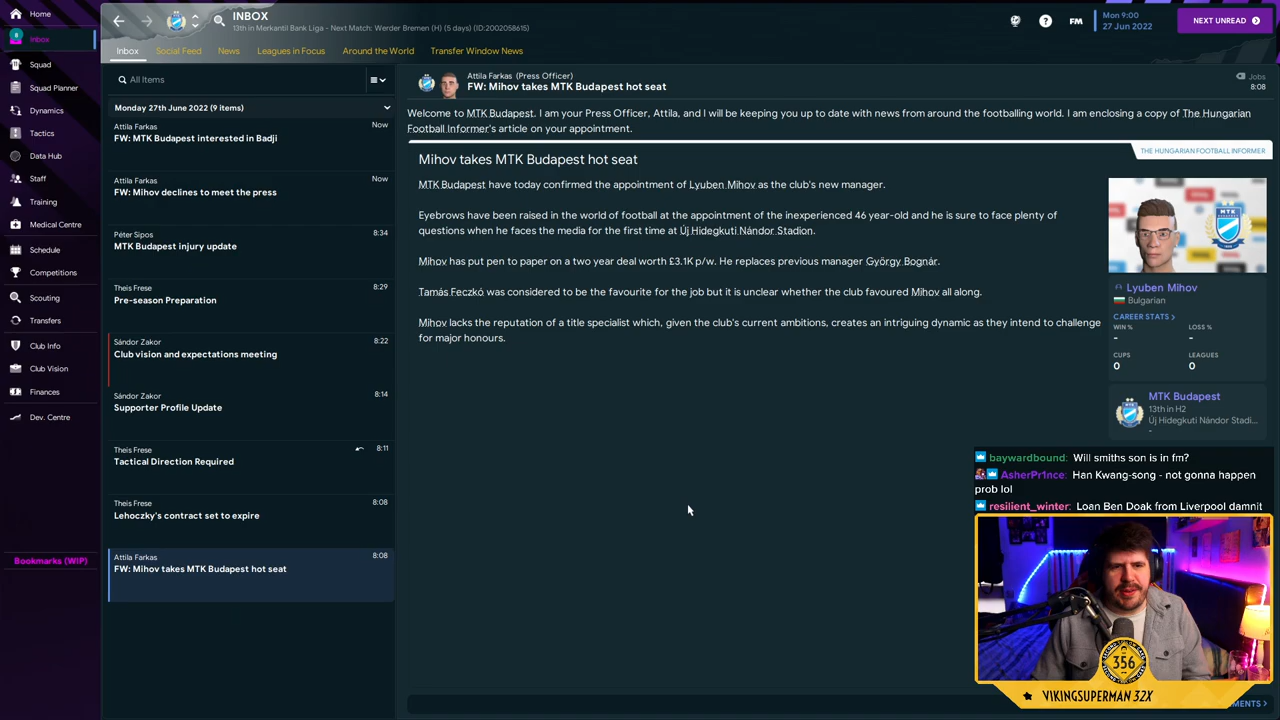 Home
Inbox
Squad
Squad Planner
Dynamics
Tactics
Data Hub
Staff
Training
Medical Centre
Schedule
Competitions
Scouting
Transfers
Club Info
Club Vision
Finances
Dev. Centre
Bookmarks (WIP)
INBOX
13th in Merkantil Bank Liga - Next Match: Werder Bremen (H) (5 days) (ID:2002058615)
FM
Mon 9:00
27 Jun 2022
NEXT UNREAD
Inbox
Social Feed
News
Leagues in Focus
Around the World
Transfer Window News
All Items
Monday 27th June 2022 (9 items)
Attila Farkas
Now
FW: MTK Budapest interested in Badji
Attila Farkas
Now
FW: Mihov declines to meet the press
Péter Sipos
8:34
MTK Budapest injury update
Theis Frese
8:29
Pre-season Preparation
Sándor Zakor
8:22
Club vision and expectations meeting
Sándor Zakor
8:14
Supporter Profile Update
Theis Frese
8:11
Tactical Direction Required
Theis Frese
8:08
Lehoczky's contract set to expire
Attila Farkas
8:08
FW: Mihov takes MTK Budapest hot seat
Attila Farkas (Press Officer)
FW: Mihov takes MTK Budapest hot seat
Jobs
8:08
Welcome to MTK Budapest. I am your Press Officer, Attila, and I will be keeping you up to date with news from around the footballing world. I am enclosing a copy of The Hungarian
Football Informer's article on your appointment.
Mihov takes MTK Budapest hot seat
THE HUNGARIAN FOOTBALL INFORMER
MTK Budapest have today confirmed the appointment of Lyuben Mihov as the club's new manager.
Eyebrows have been raised in the world of football at the appointment of the inexperienced 46 year-old and he is sure to face plenty of
questions when he faces the media for the first time at Új Hidegkuti Nándor Stadion.
Mihov has put pen to paper on a two year deal worth £3.1K p/w. He replaces previous manager György Bognár.
Tamás Feczkó was considered to be the favourite for the job but it is unclear whether the club favoured Mihov all along.
Mihov lacks the reputation of a title specialist which, given the club's current ambitions, creates an intriguing dynamic as they intend to challenge
for major honours.
Lyuben Mihov
Bulgarian
CAREER STATS
WIN %
LOSS %
-
-
CUPS
LEAGUES
0
0
MTK Budapest
13th in H2
Új Hidegkuti Nándor Stadi...
-
baywardbound: Will smiths son is in fm?
AsherPr1nce: Han Kwang-song - not gonna happen
prob lol
resilient_winter: Loan Ben Doak from Liverpool damnit
356
VIKINGSUPERMAN 32X
MENTS